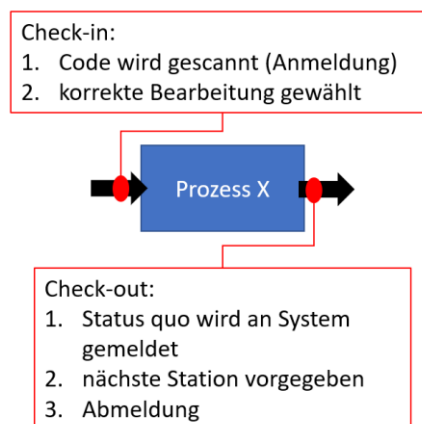 Check-in:
1. Code wird gescannt (Anmeldung)
2. korrekte Bearbeitung gewählt
Prozess X
Check-out:
1. Status quo wird an System
gemeldet
2. nächste Station vorgegeben
3. Abmeldung